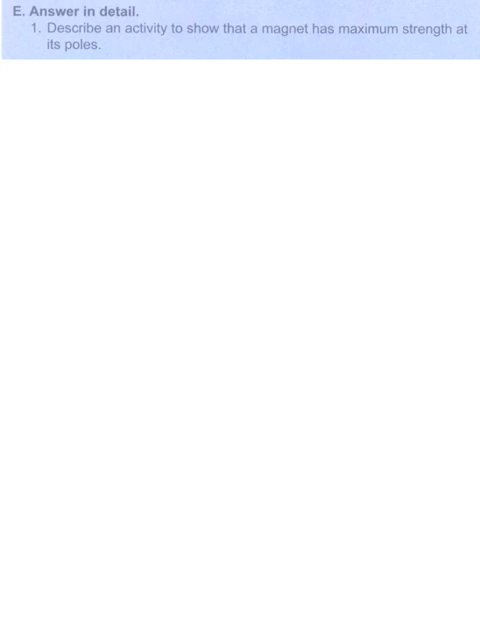 E. Answer in detail.
1. Describe an activity to show that a magnet has maximum strength at
its poles.